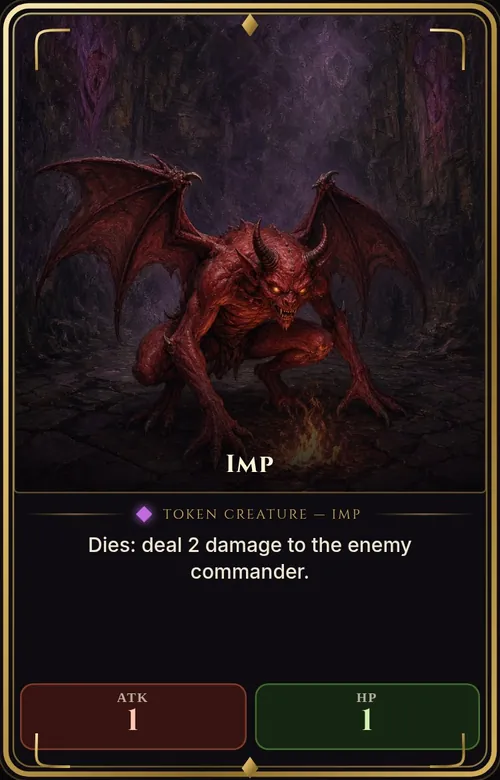 Imp
TOKEN CREATURE — IMP
Dies: deal 2 damage to the enemy
commander.
ATK
1
HP
1